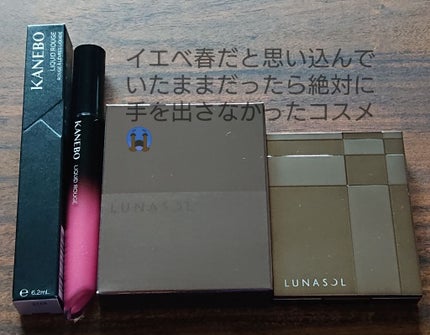 イエベ春だと思い込んで
いたままだったら絶対に
手を出さなかったコスメ
KANEBO
LIQUID ROUGE
KANEBO
LIQUID ROUGE
LUNASOL
LUNASOL
6.2mL